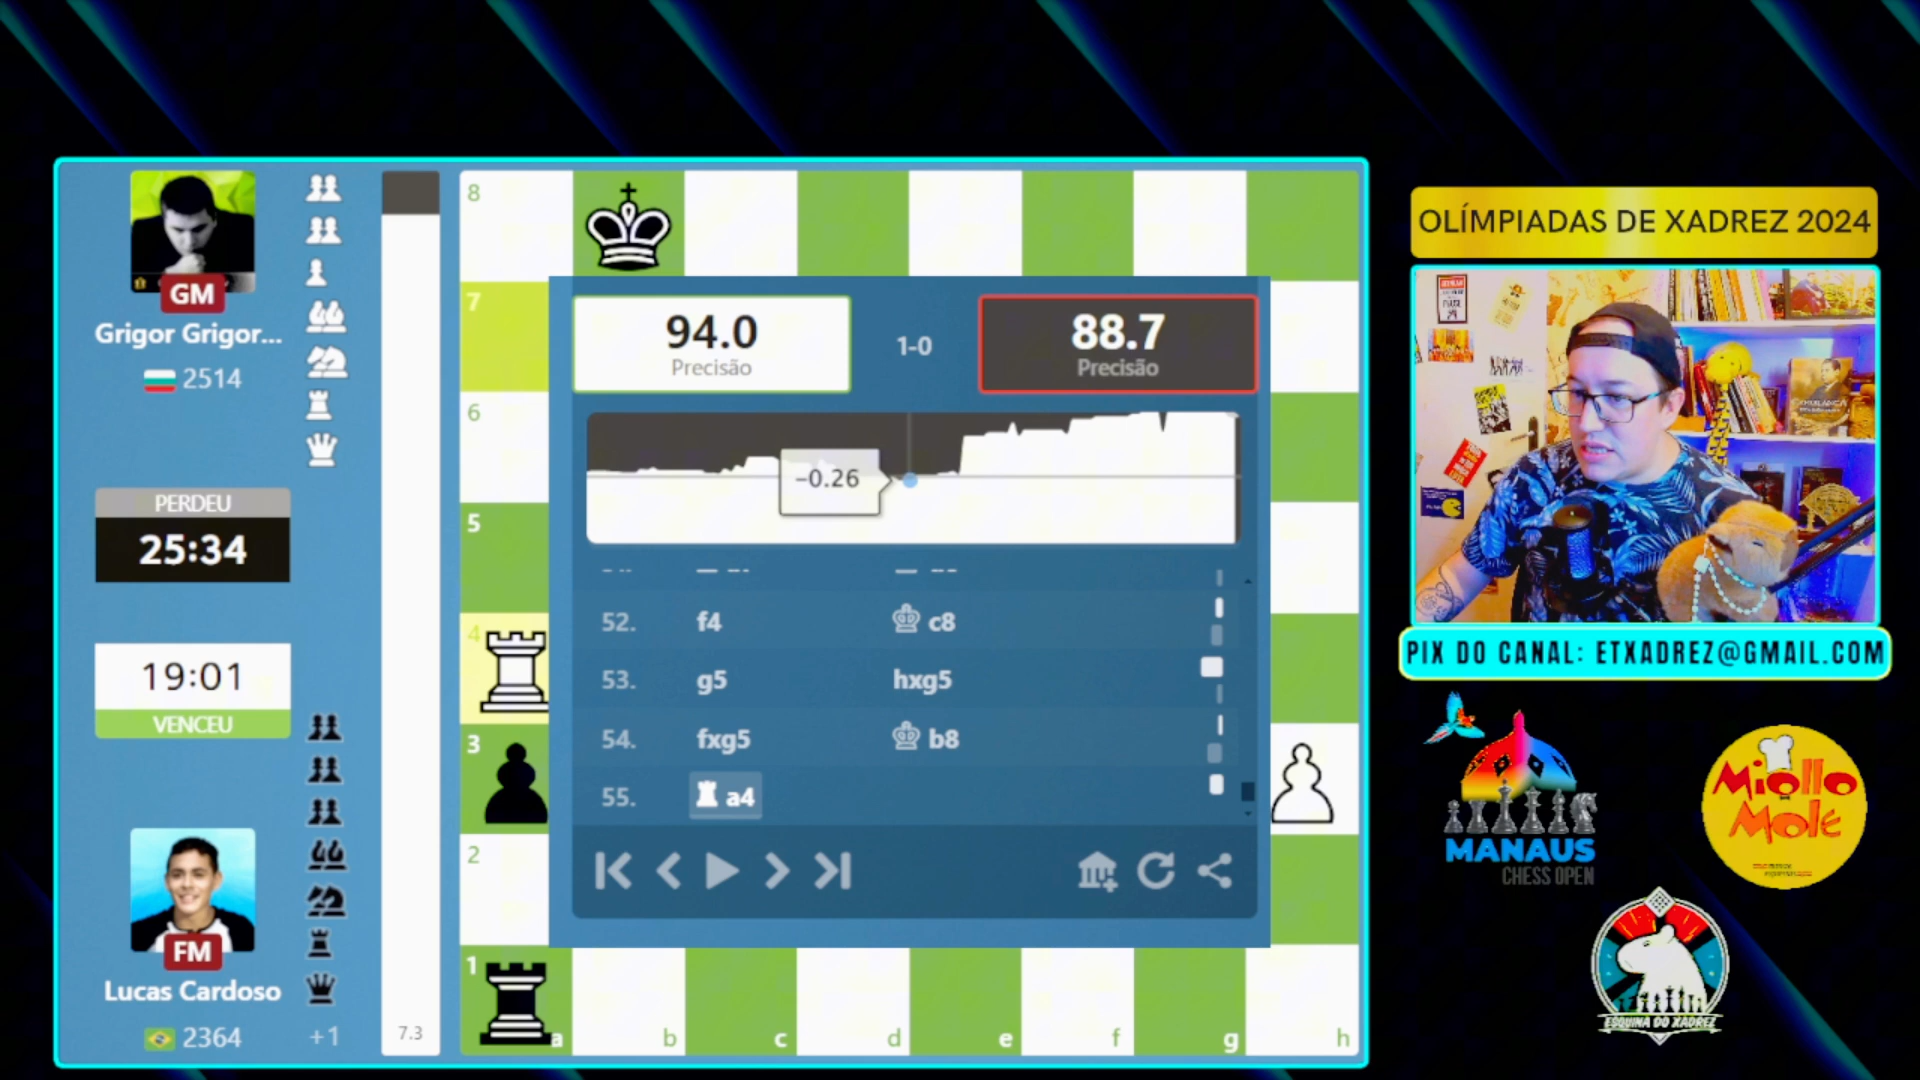 GM
Grigor Grigor...
2514
PERDEU
25:34
19:01
VENCEU
FM
Lucas Cardoso
2364
+1
7.3
8
7
6
5
4
3
2
1
a
b
c
d
e
f
g
h
94.0
Precisão
1-0
88.7
Precisão
−0.26
52. f4 c8
53. g5 hxg5
54. fxg5 b8
55. a4
OLÍMPIADAS DE XADREZ 2024
PIX DO CANAL: ETXADREZ@GMAIL.COM
MANAUS
CHESS OPEN
Miollo
Mole
ESQUINA DO XADREZ